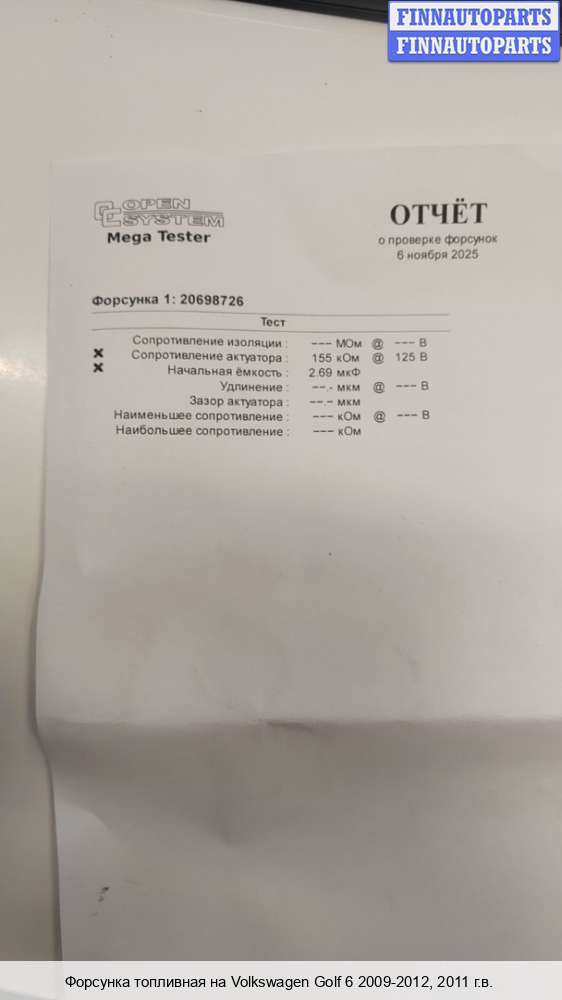 FINNAUTOPARTS
FINNAUTOPARTS
OPEN
SYSTEM
Mega Tester
ОТЧЁТ
о проверке форсунок
6 ноября 2025
Форсунка 1: 20698726
Тест
Сопротивление изоляции : --- МОм @ --- В
✖ Сопротивление актуатора : 155 кОм @ 125 В
✖ Начальная ёмкость : 2.69 мкФ
Удлинение : --.- мкм @ --- В
Зазор актуатора : --.- мкм
Наименьшее сопротивление : --- кОм @ --- В
Наибольшее сопротивление : --- кОм
Форсунка топливная на Volkswagen Golf 6 2009-2012, 2011 г.в.